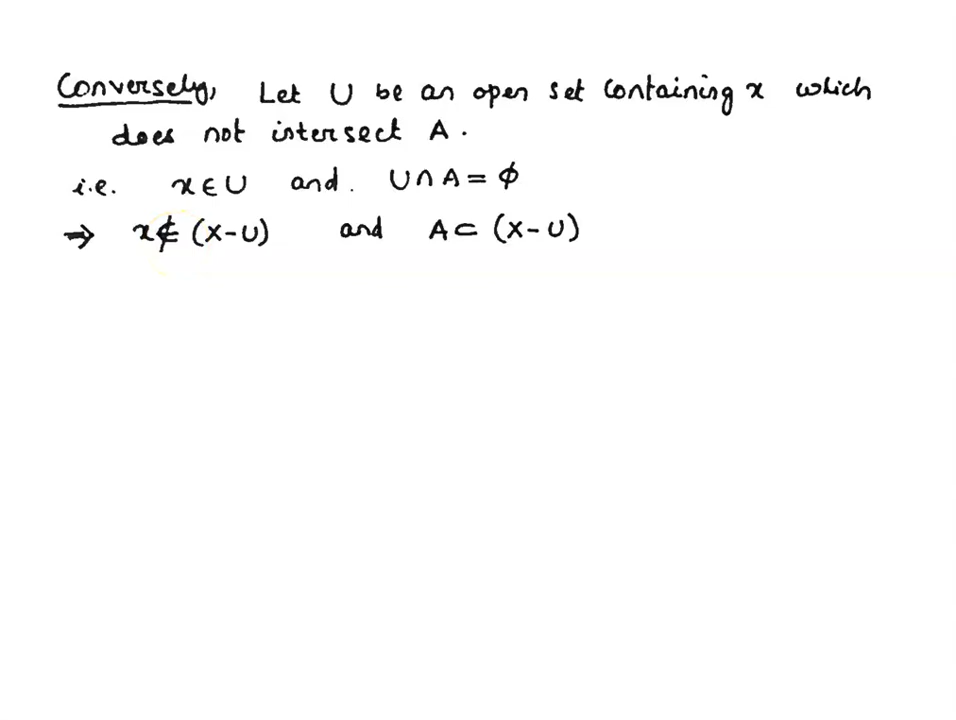 Conversely, Let U be an open set containing x which
does not intersect A.
i.e. x ∈ U and. U ∩ A = ϕ
⇒ x ∉ (X - U) and A ⊂ (X - U)